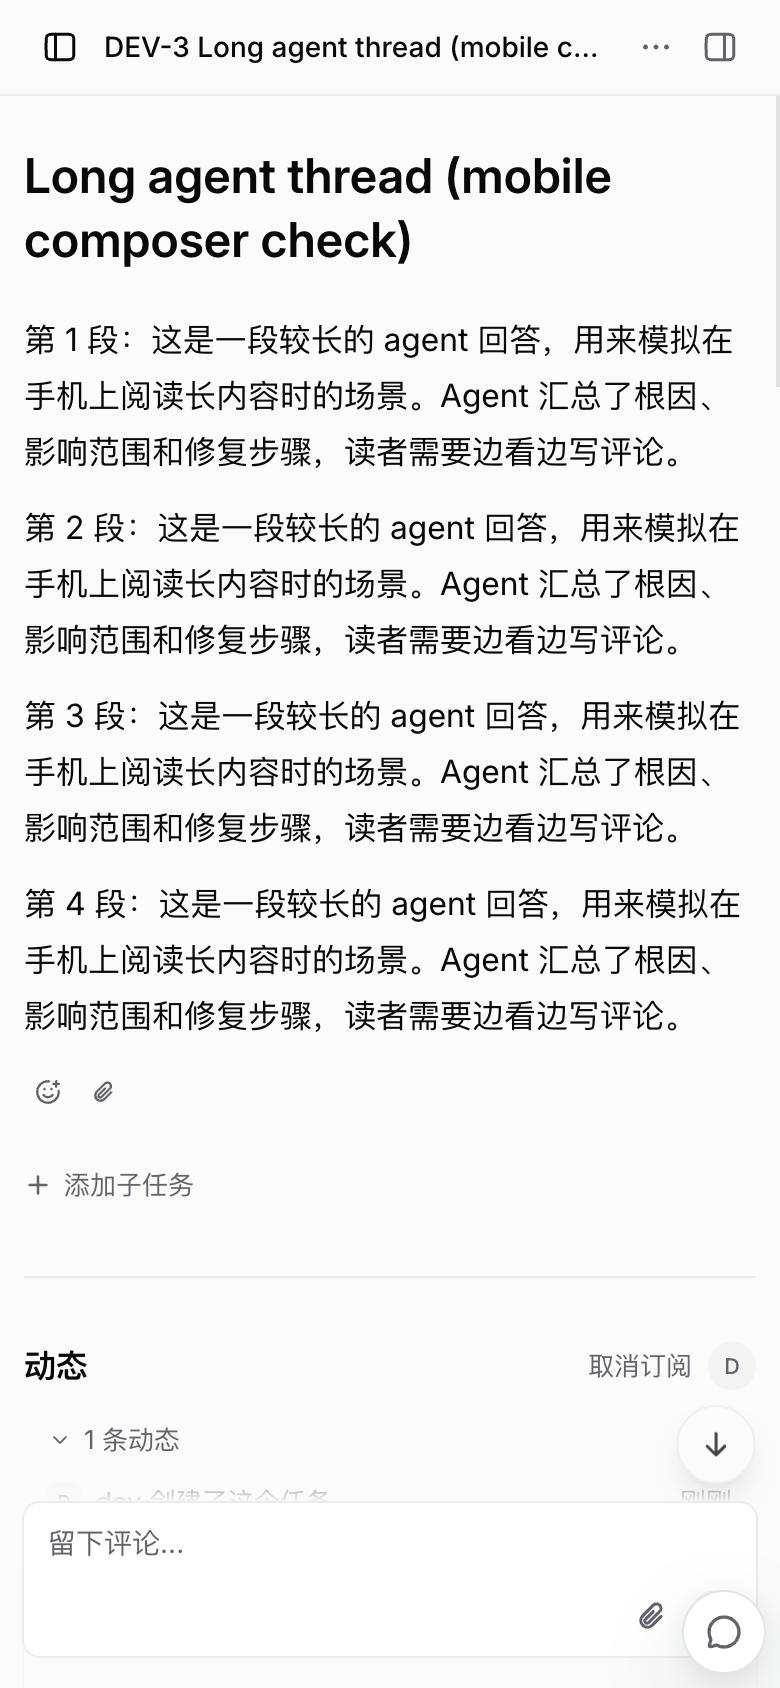 DEV-3 Long agent thread (mobile c...
Long agent thread (mobile
composer check)
第 1 段：这是一段较长的 agent 回答，用来模拟在
手机上阅读长内容时的场景。Agent 汇总了根因、
影响范围和修复步骤，读者需要边看边写评论。
第 2 段：这是一段较长的 agent 回答，用来模拟在
手机上阅读长内容时的场景。Agent 汇总了根因、
影响范围和修复步骤，读者需要边看边写评论。
第 3 段：这是一段较长的 agent 回答，用来模拟在
手机上阅读长内容时的场景。Agent 汇总了根因、
影响范围和修复步骤，读者需要边看边写评论。
第 4 段：这是一段较长的 agent 回答，用来模拟在
手机上阅读长内容时的场景。Agent 汇总了根因、
影响范围和修复步骤，读者需要边看边写评论。
添加子任务
动态 取消订阅 D
1 条动态
D dev 创建了这个任务 刚刚
留下评论...